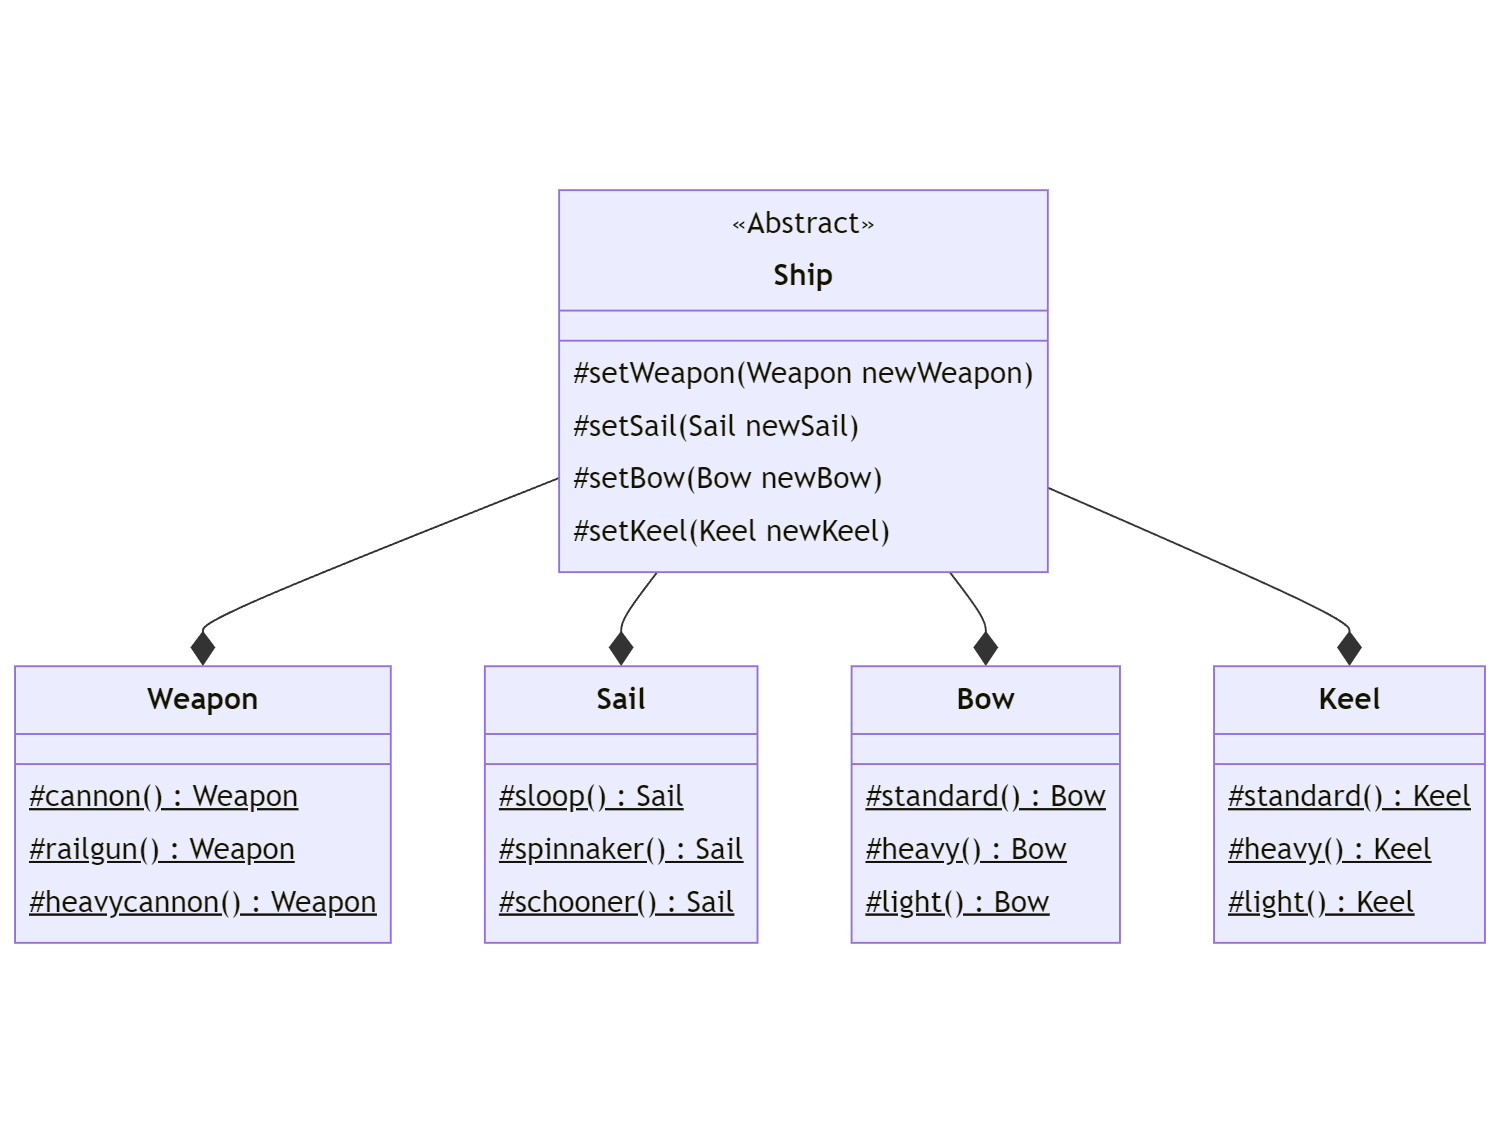 «Abstract»
Ship
#setWeapon(Weapon newWeapon)
#setSail(Sail newSail)
#setBow(Bow newBow)
#setKeel(Keel newKeel)
Weapon
#cannon() : Weapon
#railgun() : Weapon
#heavycannon() : Weapon
Sail
#sloop() : Sail
#spinnaker() : Sail
#schooner() : Sail
Bow
#standard() : Bow
#heavy() : Bow
#light() : Bow
Keel
#standard() : Keel
#heavy() : Keel
#light() : Keel